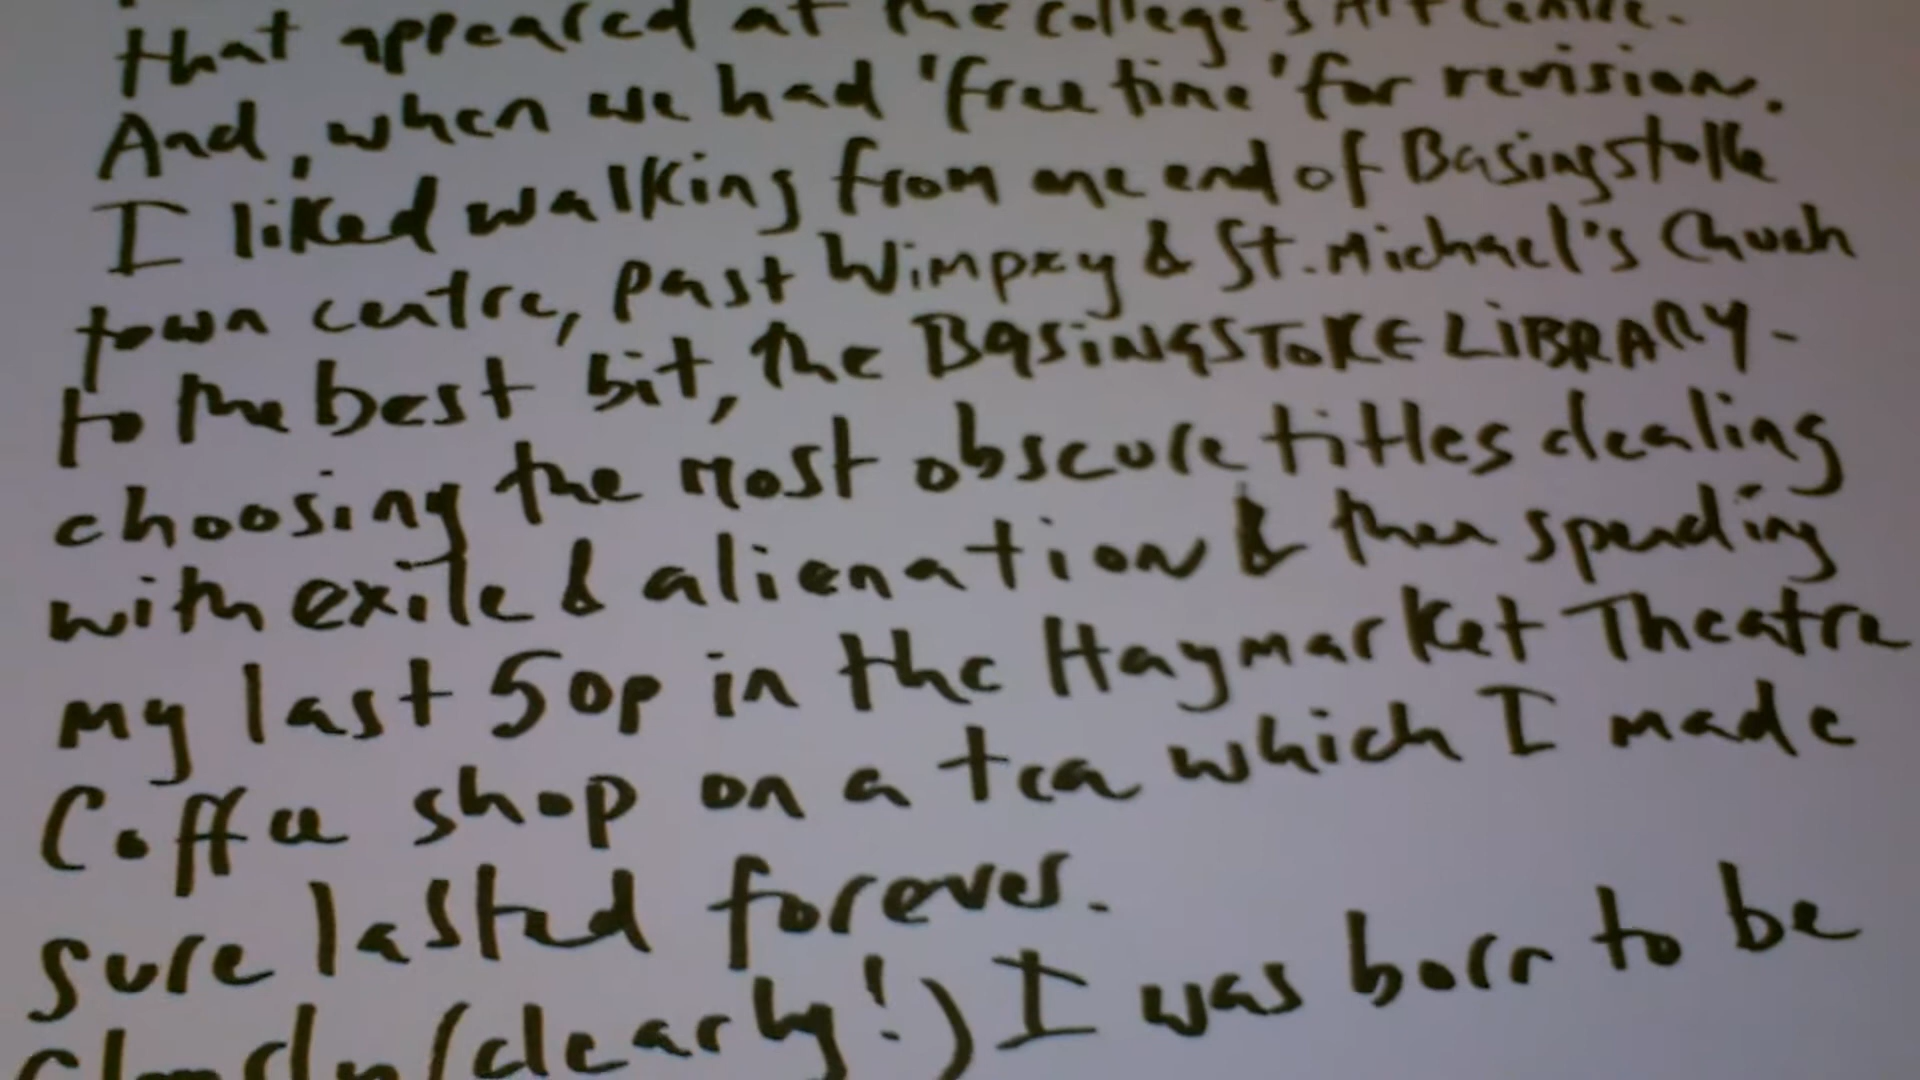 that appeared at the college's Art Centre.
And, when we had 'free time' for revision.
I liked walking from one end of Basingstoke
town centre, past Wimpey & St. Michael's Church
to the best bit, the BASiNGSTOKE LiBRARY-
choosing the most obscure titles dealing
with exile & alienation & then spending
my last 50p in the Haymarket Theatre
Coffee shop on a tea which I made
sure lasted forever.
(clearly!) I was born to be